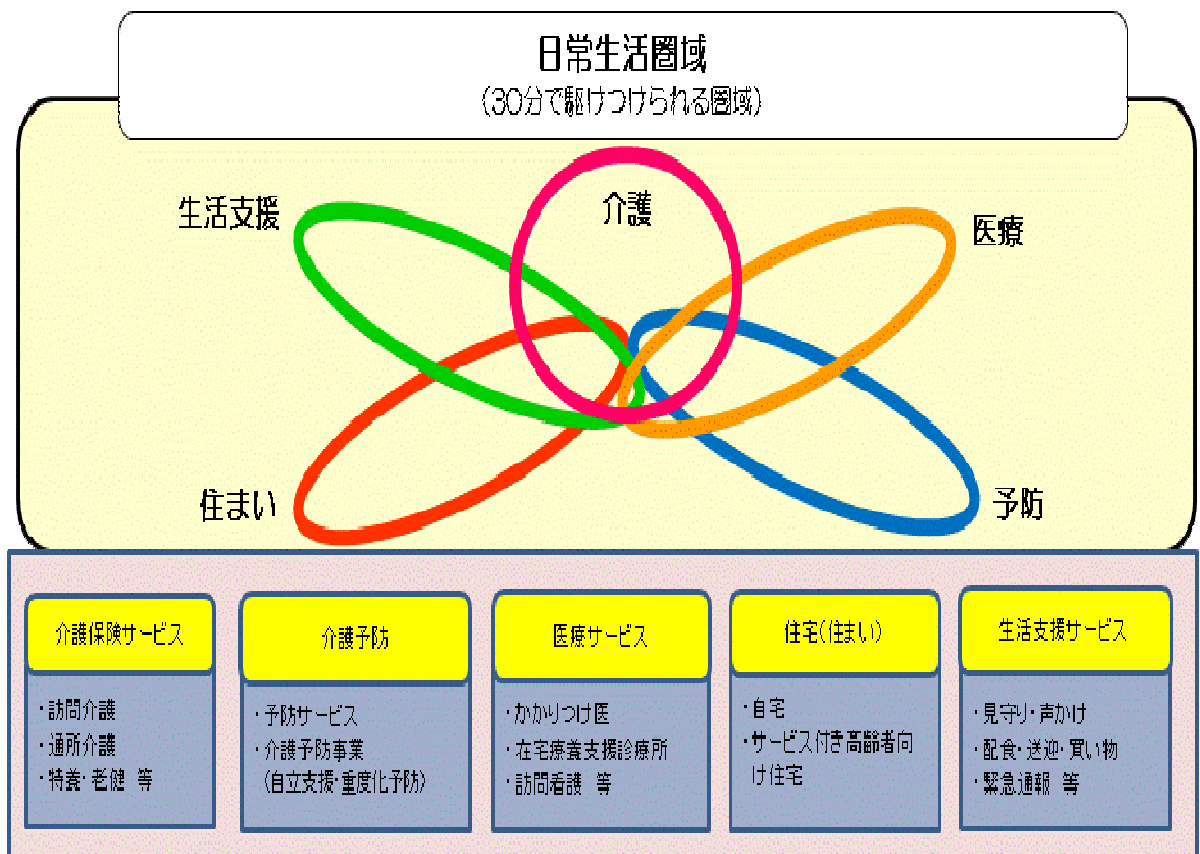 日常生活圏域
(30分で駆けつけられる圏域)
生活支援
介護
医療
住まい
予防
介護保険サービス
・訪問介護
・通所介護
・特養・老健 等
介護予防
・予防サービス
・介護予防事業
(自立支援・重度化予防)
医療サービス
・かかりつけ医
・在宅療養支援診療所
・訪問看護 等
住宅(住まい)
・自宅
・サービス付き高齢者向
け住宅
生活支援サービス
・見守り・声かけ
・配食・送迎・買い物
・緊急通報 等